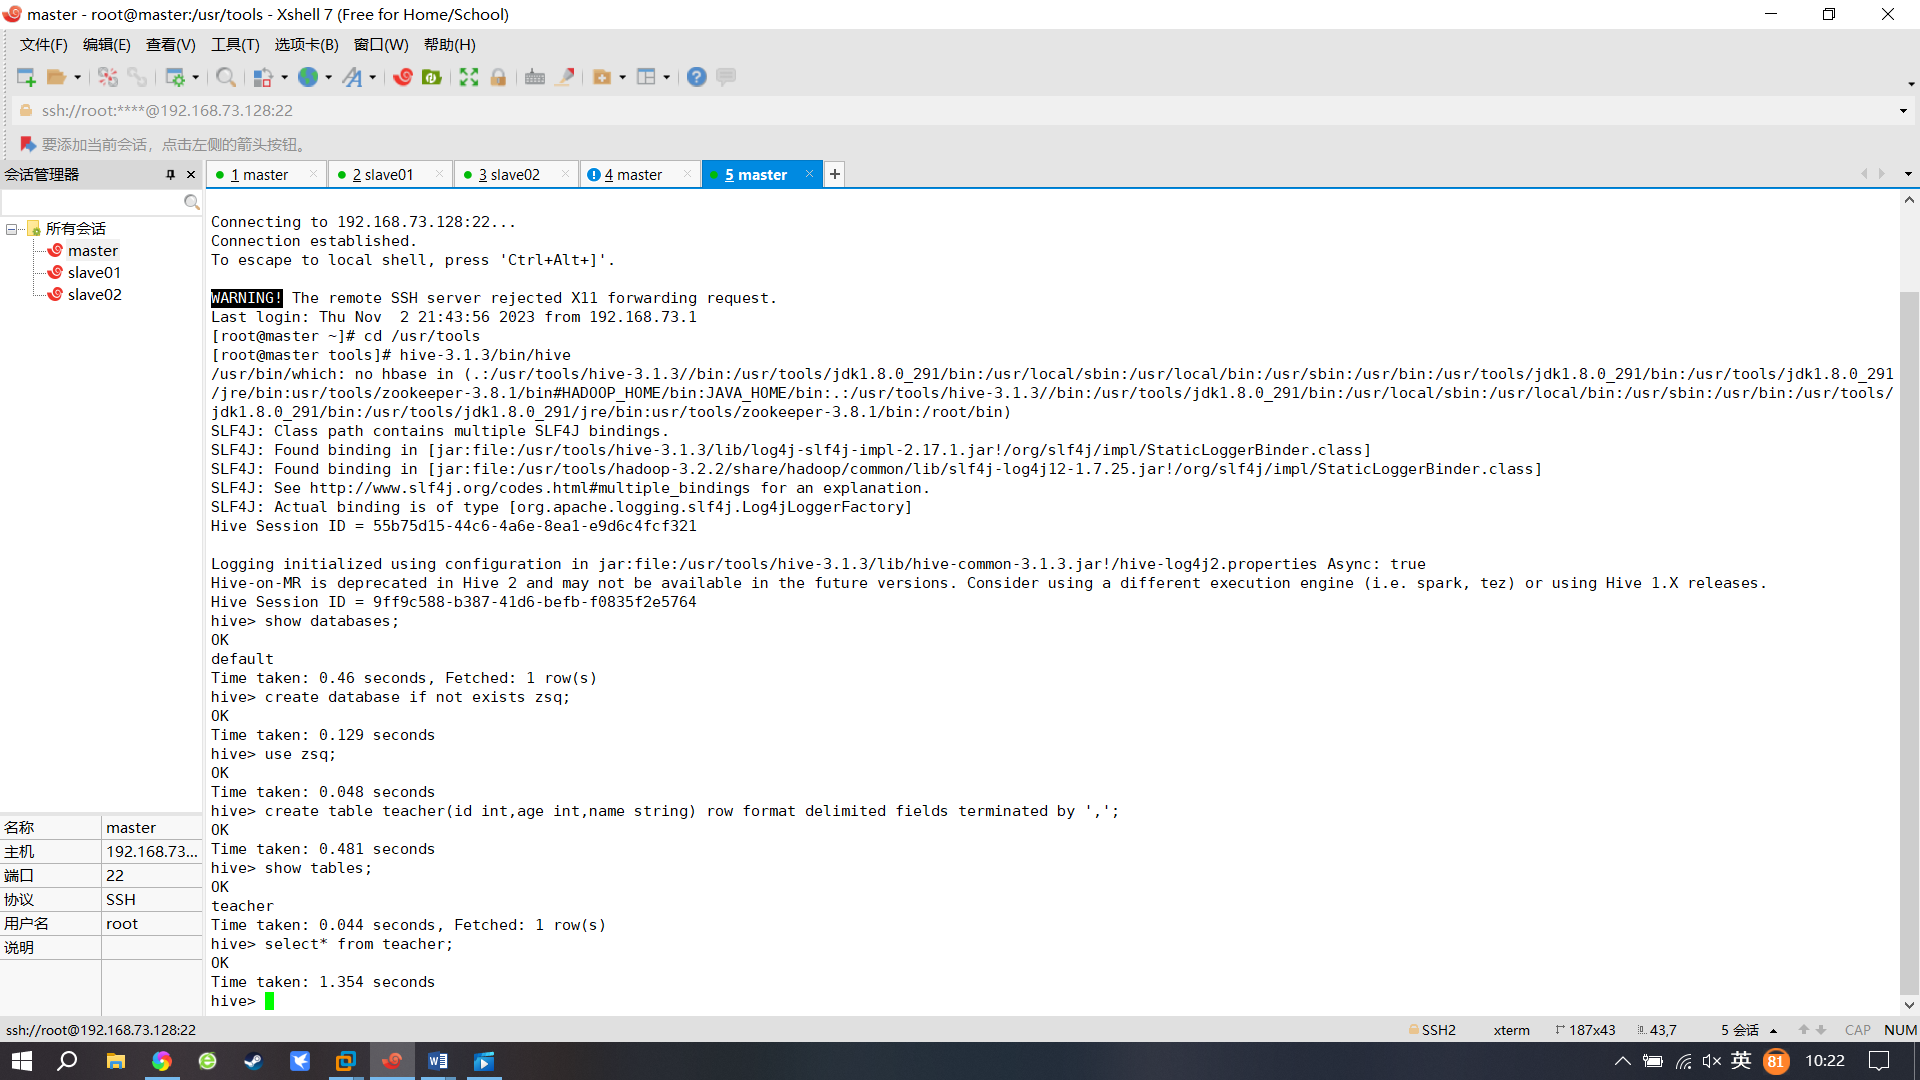 master - root@master:/usr/tools - Xshell 7 (Free for Home/School)
文件(F) 编辑(E) 查看(V) 工具(T) 选项卡(B) 窗口(W) 帮助(H)
ssh://root:****@192.168.73.128:22
要添加当前会话，点击左侧的箭头按钮。
会话管理器
1 master
2 slave01
3 slave02
4 master
5 master
所有会话
master
slave01
slave02
Connecting to 192.168.73.128:22...
Connection established.
To escape to local shell, press 'Ctrl+Alt+]'.
WARNING! The remote SSH server rejected X11 forwarding request.
Last login: Thu Nov  2 21:43:56 2023 from 192.168.73.1
[root@master ~]# cd /usr/tools
[root@master tools]# hive-3.1.3/bin/hive
/usr/bin/which: no hbase in (.:/usr/tools/hive-3.1.3//bin:/usr/tools/jdk1.8.0_291/bin:/usr/local/sbin:/usr/local/bin:/usr/sbin:/usr/bin:/usr/tools/jdk1.8.0_291/bin:/usr/tools/jdk1.8.0_291
/jre/bin:usr/tools/zookeeper-3.8.1/bin#HADOOP_HOME/bin:JAVA_HOME/bin:.:/usr/tools/hive-3.1.3//bin:/usr/tools/jdk1.8.0_291/bin:/usr/local/sbin:/usr/local/bin:/usr/sbin:/usr/bin:/usr/tools/
jdk1.8.0_291/bin:/usr/tools/jdk1.8.0_291/jre/bin:usr/tools/zookeeper-3.8.1/bin:/root/bin)
SLF4J: Class path contains multiple SLF4J bindings.
SLF4J: Found binding in [jar:file:/usr/tools/hive-3.1.3/lib/log4j-slf4j-impl-2.17.1.jar!/org/slf4j/impl/StaticLoggerBinder.class]
SLF4J: Found binding in [jar:file:/usr/tools/hadoop-3.2.2/share/hadoop/common/lib/slf4j-log4j12-1.7.25.jar!/org/slf4j/impl/StaticLoggerBinder.class]
SLF4J: See http://www.slf4j.org/codes.html#multiple_bindings for an explanation.
SLF4J: Actual binding is of type [org.apache.logging.slf4j.Log4jLoggerFactory]
Hive Session ID = 55b75d15-44c6-4a6e-8ea1-e9d6c4fcf321
Logging initialized using configuration in jar:file:/usr/tools/hive-3.1.3/lib/hive-common-3.1.3.jar!/hive-log4j2.properties Async: true
Hive-on-MR is deprecated in Hive 2 and may not be available in the future versions. Consider using a different execution engine (i.e. spark, tez) or using Hive 1.X releases.
Hive Session ID = 9ff9c588-b387-41d6-befb-f0835f2e5764
hive> show databases;
OK
default
Time taken: 0.46 seconds, Fetched: 1 row(s)
hive> create database if not exists zsq;
OK
Time taken: 0.129 seconds
hive> use zsq;
OK
Time taken: 0.048 seconds
hive> create table teacher(id int,age int,name string) row format delimited fields terminated by ',';
OK
Time taken: 0.481 seconds
hive> show tables;
OK
teacher
Time taken: 0.044 seconds, Fetched: 1 row(s)
hive> select* from teacher;
OK
Time taken: 1.354 seconds
hive>
名称 master
主机 192.168.73...
端口 22
协议 SSH
用户名 root
说明
ssh://root@192.168.73.128:22
SSH2 xterm 187x43 43,7 5 会话 CAP NUM
英 81 10:22